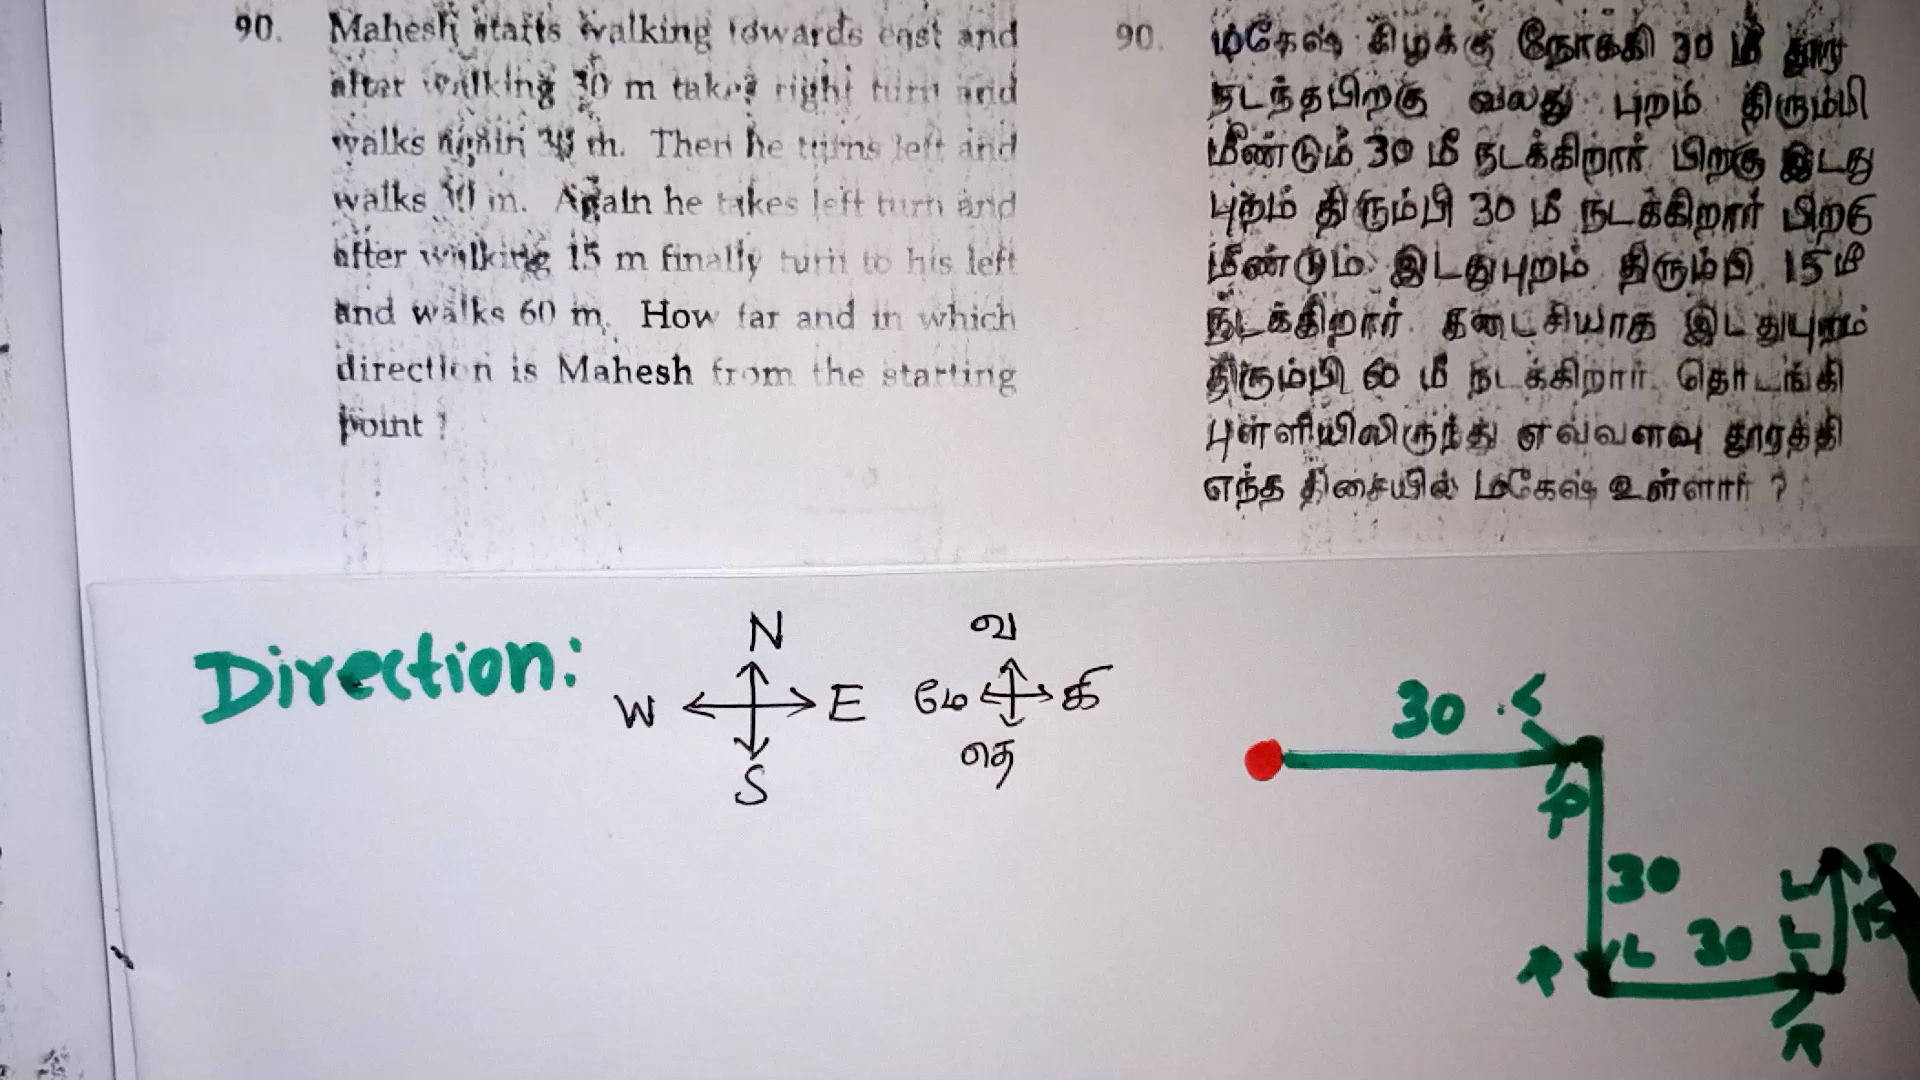 90. Mahesh starts walking towards east and
after walking 30 m takes right turn and
walks again 30 m. Then he turns left and
walks 30 m. Again he takes left turn and
after walking 15 m finally turn to his left
and walks 60 m. How far and in which
direction is Mahesh from the starting
point ?
90. மகேஷ் கிழக்கு நோக்கி 30 மீ தூர
நடந்தபிறகு வலது புறம் திரும்பி
மீண்டும் 30 மீ நடக்கிறார் பிறகு இடது
புறம் திரும்பி 30 மீ நடக்கிறார் பிறகு
மீண்டும் இடதுபுறம் திரும்பி 15 மீ
நடக்கிறார். கடைசியாக இடதுபுறம்
திரும்பி 60 மீ நடக்கிறார். தொடங்கி
புள்ளியிலிருந்து எவ்வளவு தூரத்தி
எந்த திசையில் மகேஷ் உள்ளார் ?
Direction:
N
W E
S
வ
மே கி
தெ
30 L
30
R L 30 L
L 15
R